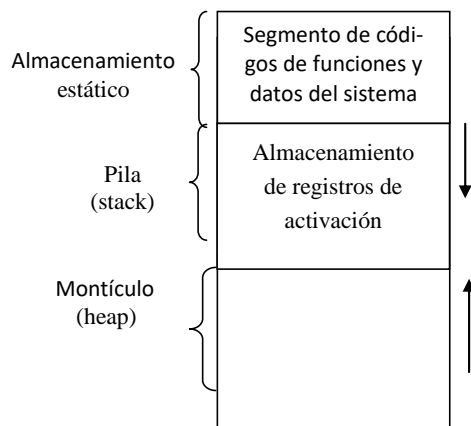 Almacenamiento
estático
Segmento de códi-
gos de funciones y
datos del sistema
Pila
(stack)
Almacenamiento
de registros de
activación
Montículo
(heap)